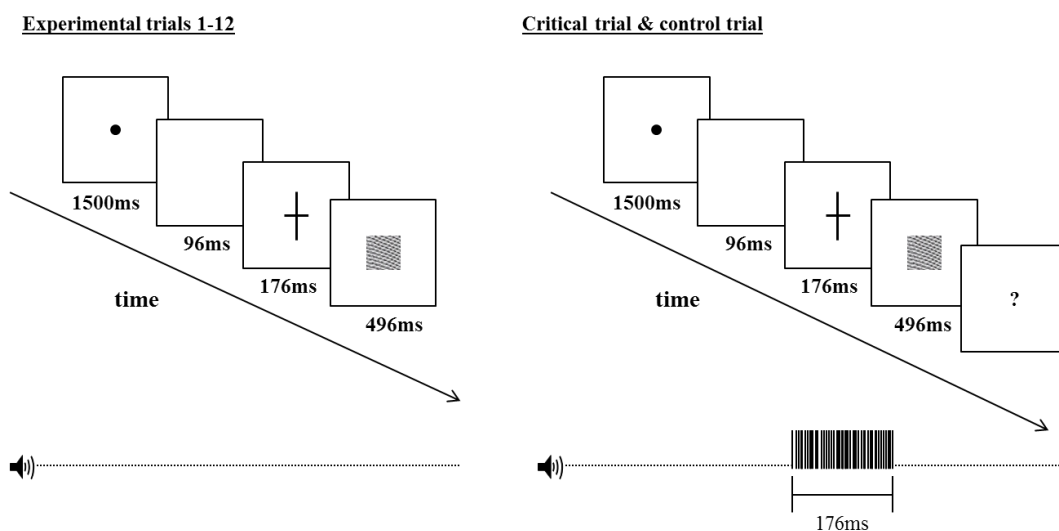 Experimental trials 1-12
1500ms
96ms
176ms
496ms
time
Critical trial & control trial
1500ms
96ms
176ms
496ms
?
time
176ms